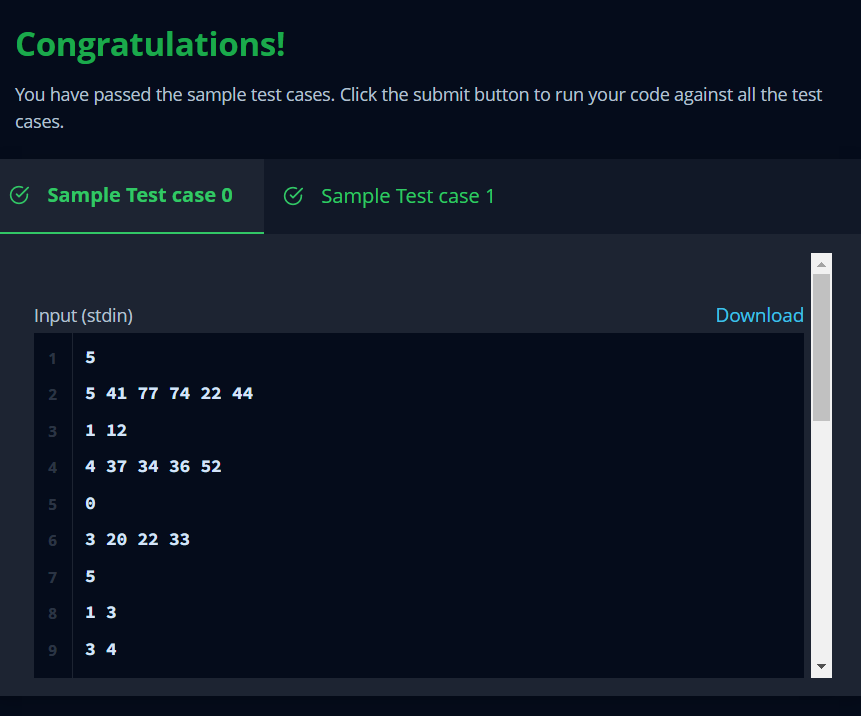 Congratulations!
You have passed the sample test cases. Click the submit button to run your code against all the test
cases.
Sample Test case 0
Sample Test case 1
Input (stdin)
Download
1 5
2 5 41 77 74 22 44
3 1 12
4 4 37 34 36 52
5 0
6 3 20 22 33
7 5
8 1 3
9 3 4